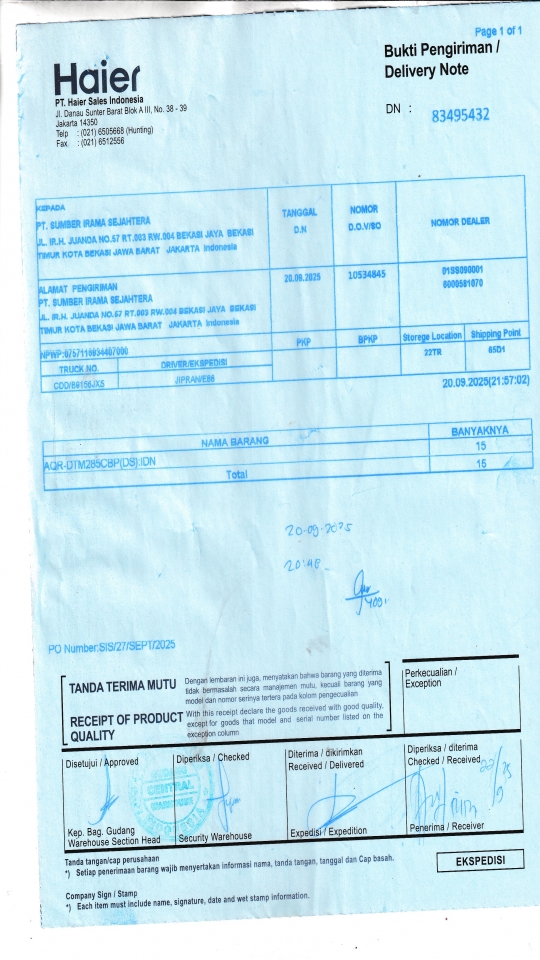 Page 1 of 1
Haier
PT. Haier Sales Indonesia
Jl. Danau Sunter Barat Blok A III, No. 38 - 39
Jakarta 14350
Telp : (021) 6505668 (Hunting)
Fax. : (021) 6512556
Bukti Pengiriman /
Delivery Note
DN : 83495432
KEPADA
PT. SUMBER IRAMA SEJAHTERA
JL. IR.H. JUANDA NO.57 RT.003 RW.004 BEKASI JAYA BEKASI
TIMUR KOTA BEKASI JAWA BARAT JAKARTA Indonesia
TANGGAL
D.N
NOMOR
D.O.V/SO
NOMOR DEALER
ALAMAT PENGIRIMAN
PT. SUMBER IRAMA SEJAHTERA
JL. IR.H. JUANDA NO.57 RT.003 RW.004 BEKASI JAYA BEKASI
TIMUR KOTA BEKASI JAWA BARAT JAKARTA Indonesia
20.09.2025
10534845
01SS090001
6000581070
PKP
BPKP
Storege Location
Shipping Point
22TR
65D1
TRUCK NO.
DRIVER/EKSPEDISI
CDD/B9156JXS
JIPRAN/E86
20.09.2025(21:57:02)
NAMA BARANG
BANYAKNYA
AQR-DTM285CBP(DS):IDN
15
Total
15
20-09-2025
20:48
PO Number:SIS/27/SEPT/2025
TANDA TERIMA MUTU
Dengan lembaran ini juga, menyatakan bahwa barang yang diterima
tidak bermasalah secara manajemen mutu, kecuali barang yang
model dan nomor serinya tertera pada kolom pengecualian
RECEIPT OF PRODUCT
QUALITY
With this receipt declare the goods received with good quality,
except for goods that model and serial number listed on the
exception column
Perkecualian /
Exception
Disetujui / Approved
Diperiksa / Checked
Diterima / dikirimkan
Received / Delivered
Diperiksa / diterima
Checked / Received
CENTRAL
WAREHOUSE
Kep. Bag. Gudang
Warehouse Section Head
Security Warehouse
Expedisi / Expedition
Penerima / Receiver
Tanda tangan/cap perusahaan
*) Setiap penerimaan barang wajib menyertakan informasi nama, tanda tangan, tanggal dan Cap basah.
EKSPEDISI
Company Sign / Stamp
*) Each item must include name, signature, date and wet stamp information.